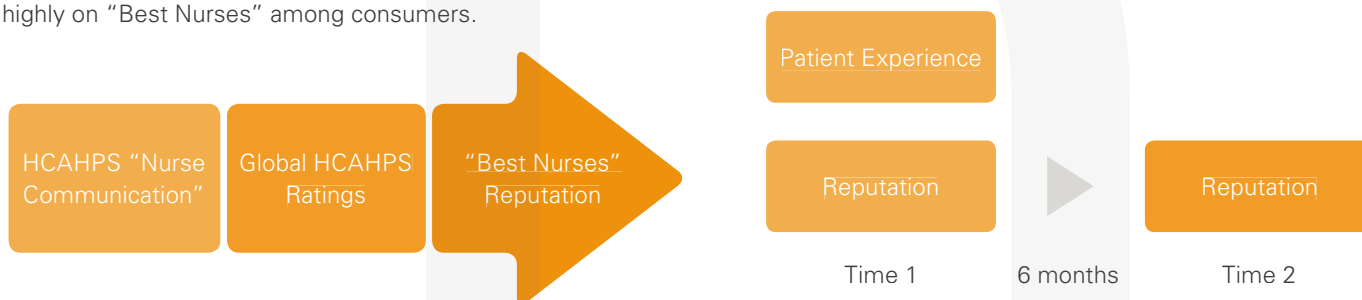 highly on “Best Nurses” among consumers.
HCAHPS “Nurse
Communication”
Global HCAHPS
Ratings
“Best Nurses”
Reputation
Patient Experience
Reputation
Reputation
Time 1
6 months
Time 2